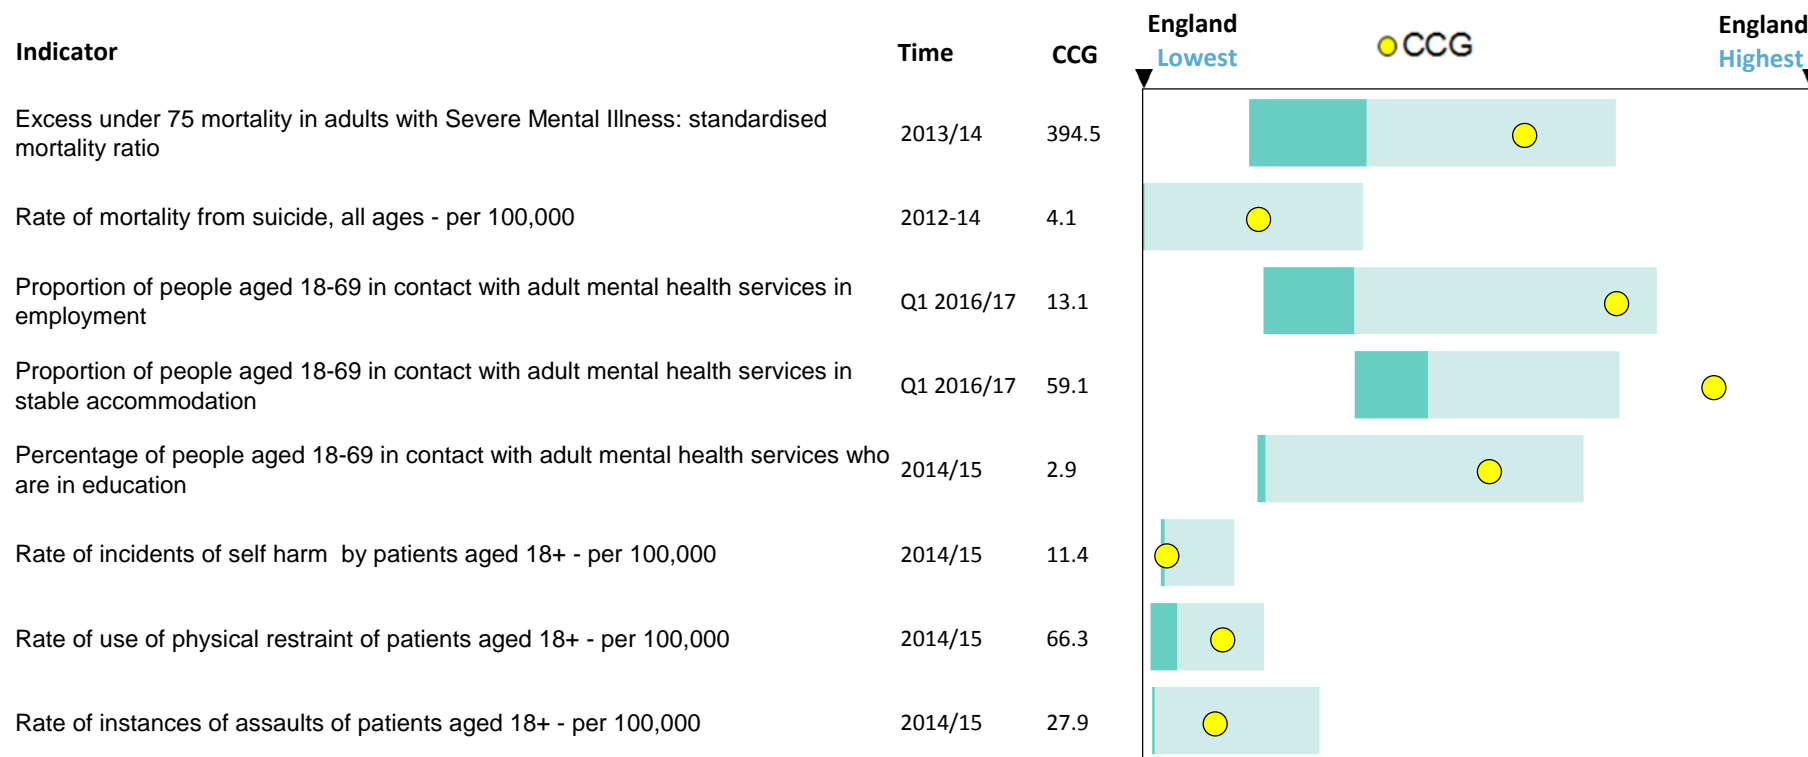 Indicator Time CCG England Lowest CCG England Highest
Excess under 75 mortality in adults with Severe Mental Illness: standardised
mortality ratio
2013/14 394.5
Rate of mortality from suicide, all ages - per 100,000 2012-14 4.1
Proportion of people aged 18-69 in contact with adult mental health services in
employment
Q1 2016/17 13.1
Proportion of people aged 18-69 in contact with adult mental health services in
stable accommodation
Q1 2016/17 59.1
Percentage of people aged 18-69 in contact with adult mental health services who
are in education
2014/15 2.9
Rate of incidents of self harm  by patients aged 18+ - per 100,000 2014/15 11.4
Rate of use of physical restraint of patients aged 18+ - per 100,000 2014/15 66.3
Rate of instances of assaults of patients aged 18+ - per 100,000 2014/15 27.9